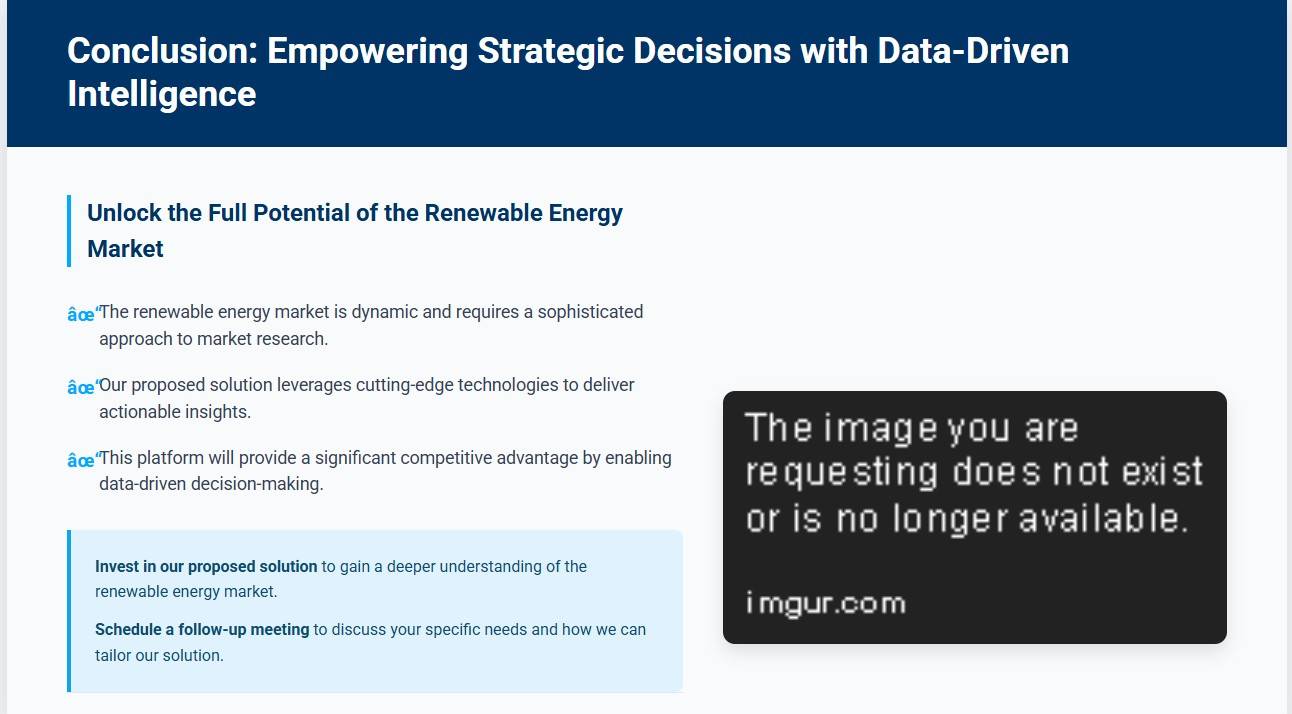 Conclusion: Empowering Strategic Decisions with Data-Driven
Intelligence
Unlock the Full Potential of the Renewable Energy
Market
âœ“The renewable energy market is dynamic and requires a sophisticated
approach to market research.
âœ“Our proposed solution leverages cutting-edge technologies to deliver
actionable insights.
âœ“This platform will provide a significant competitive advantage by enabling
data-driven decision-making.
Invest in our proposed solution to gain a deeper understanding of the
renewable energy market.
Schedule a follow-up meeting to discuss your specific needs and how we can
tailor our solution.
The image you are
requesting does not exist
or is no longer available.
imgur.com